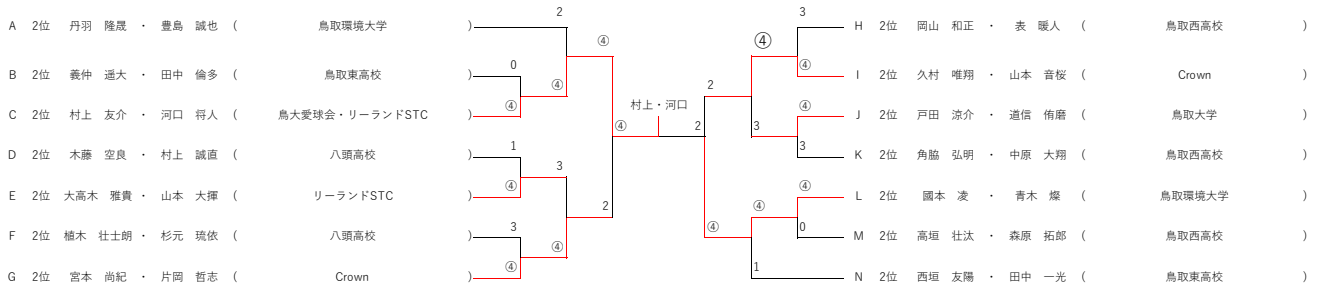 2 3
A 2位 丹羽 隆晟 ・ 豊島 誠也 ( 鳥取環境大学 ) H 2位 岡山 和正 ・ 表 暖人 ( 鳥取西高校 )
④ ④
0 ④
B 2位 義仲 遥大 ・ 田中 倫多 ( 鳥取東高校 ) I 2位 久村 唯翔 ・ 山本 音桜 ( Crown )
④ 2
④ 村上・河口 ④
C 2位 村上 友介 ・ 河口 将人 ( 鳥大愛球会・リーランドSTC ) J 2位 戸田 涼介 ・ 道信 侑磨 ( 鳥取大学 )
④ 2 3
1 3
D 2位 木藤 空良 ・ 村上 誠直 ( 八頭高校 ) K 2位 角脇 弘明 ・ 中原 大翔 ( 鳥取西高校 )
3
④ ④
E 2位 大高木 雅貴 ・ 山本 大揮 ( リーランドSTC ) L 2位 國本 凌 ・ 青木 燦 ( 鳥取環境大学 )
2 ④
3 ④ 0
F 2位 植木 壮士朗 ・ 杉元 琉依 ( 八頭高校 ) M 2位 高垣 壮汰 ・ 森原 拓郎 ( 鳥取西高校 )
④
④ 1
G 2位 宮本 尚紀 ・ 片岡 哲志 ( Crown ) N 2位 西垣 友陽 ・ 田中 一光 ( 鳥取東高校 )